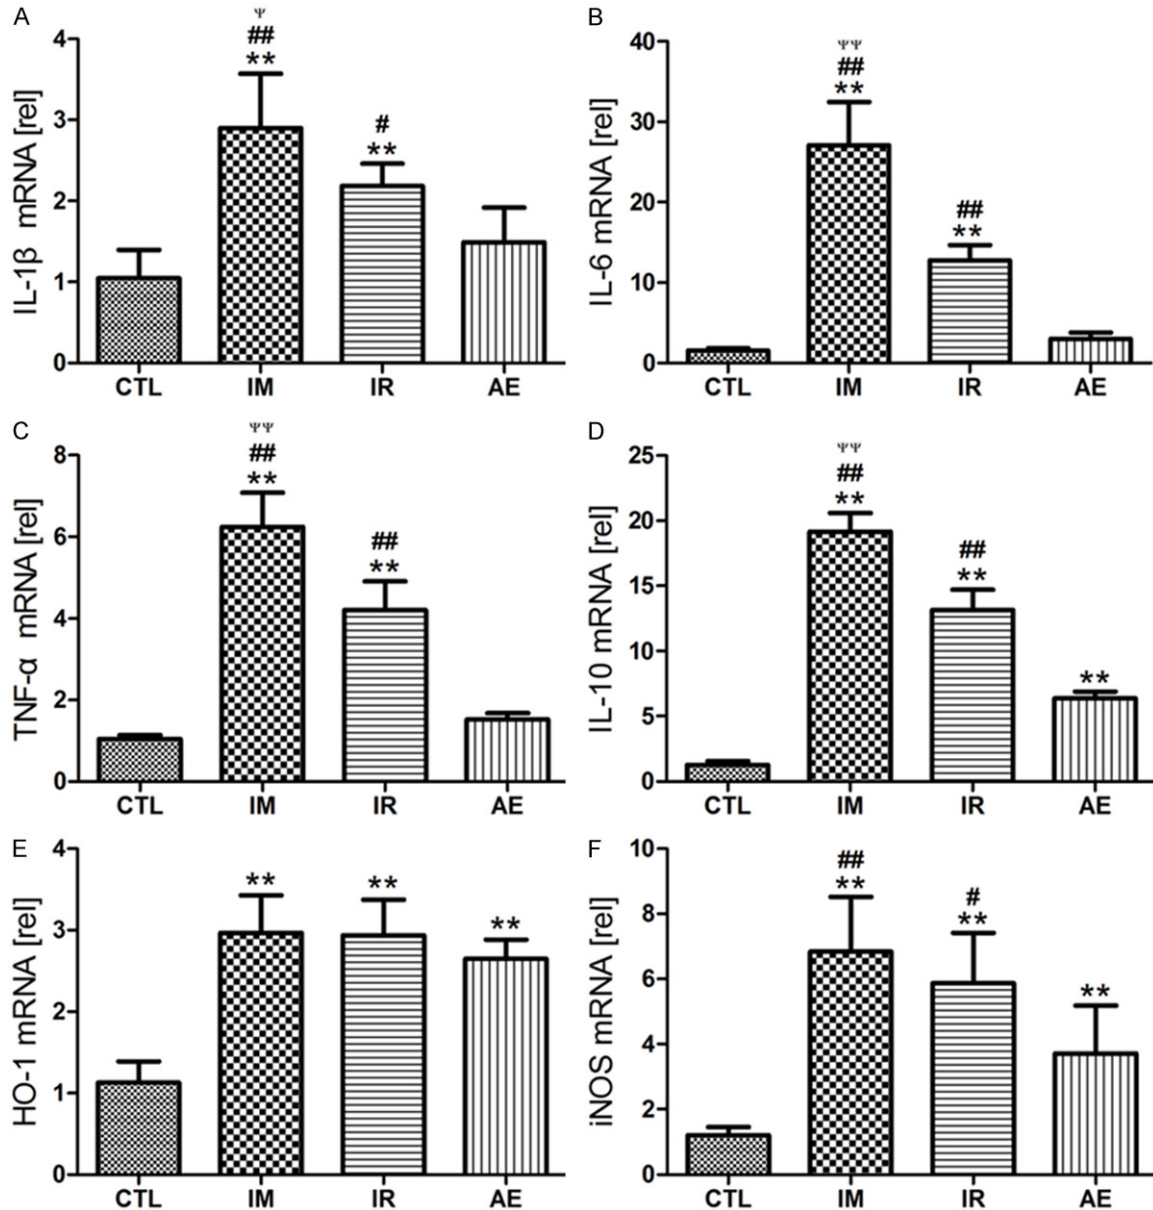 A
IL-1β mRNA [rel]
4
3
2
1
0
Ψ
##
**
#
**
CTL IM IR AE
B
IL-6 mRNA [rel]
40
30
20
10
0
ΨΨ
##
**
##
**
CTL IM IR AE
C
TNF-α mRNA [rel]
8
6
4
2
0
ΨΨ
##
**
##
**
CTL IM IR AE
D
IL-10 mRNA [rel]
25
20
15
10
5
0
ΨΨ
##
**
##
**
**
CTL IM IR AE
E
HO-1 mRNA [rel]
4
3
2
1
0
**
**
**
CTL IM IR AE
F
iNOS mRNA [rel]
10
8
6
4
2
0
##
**
#
**
**
CTL IM IR AE